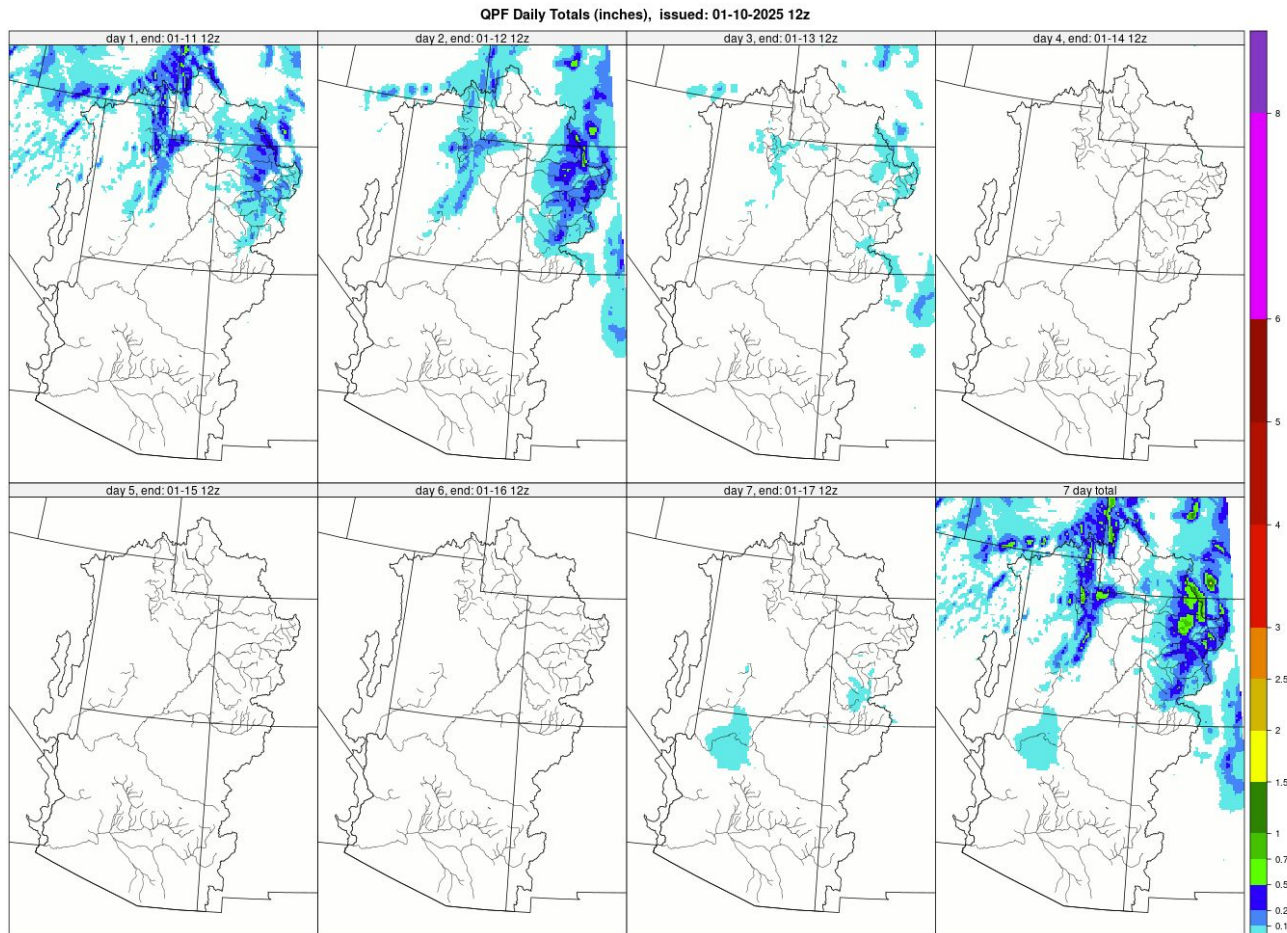 QPF Daily Totals (inches), issued: 01-10-2025 12z
day 1, end: 01-11 12z
day 2, end: 01-12 12z
day 3, end: 01-13 12z
day 4, end: 01-14 12z
day 5, end: 01-15 12z
day 6, end: 01-16 12z
day 7, end: 01-17 12z
7 day total
8
6
5
4
3
2.5
2
1.5
1
0.7
0.5
0.2
0.1